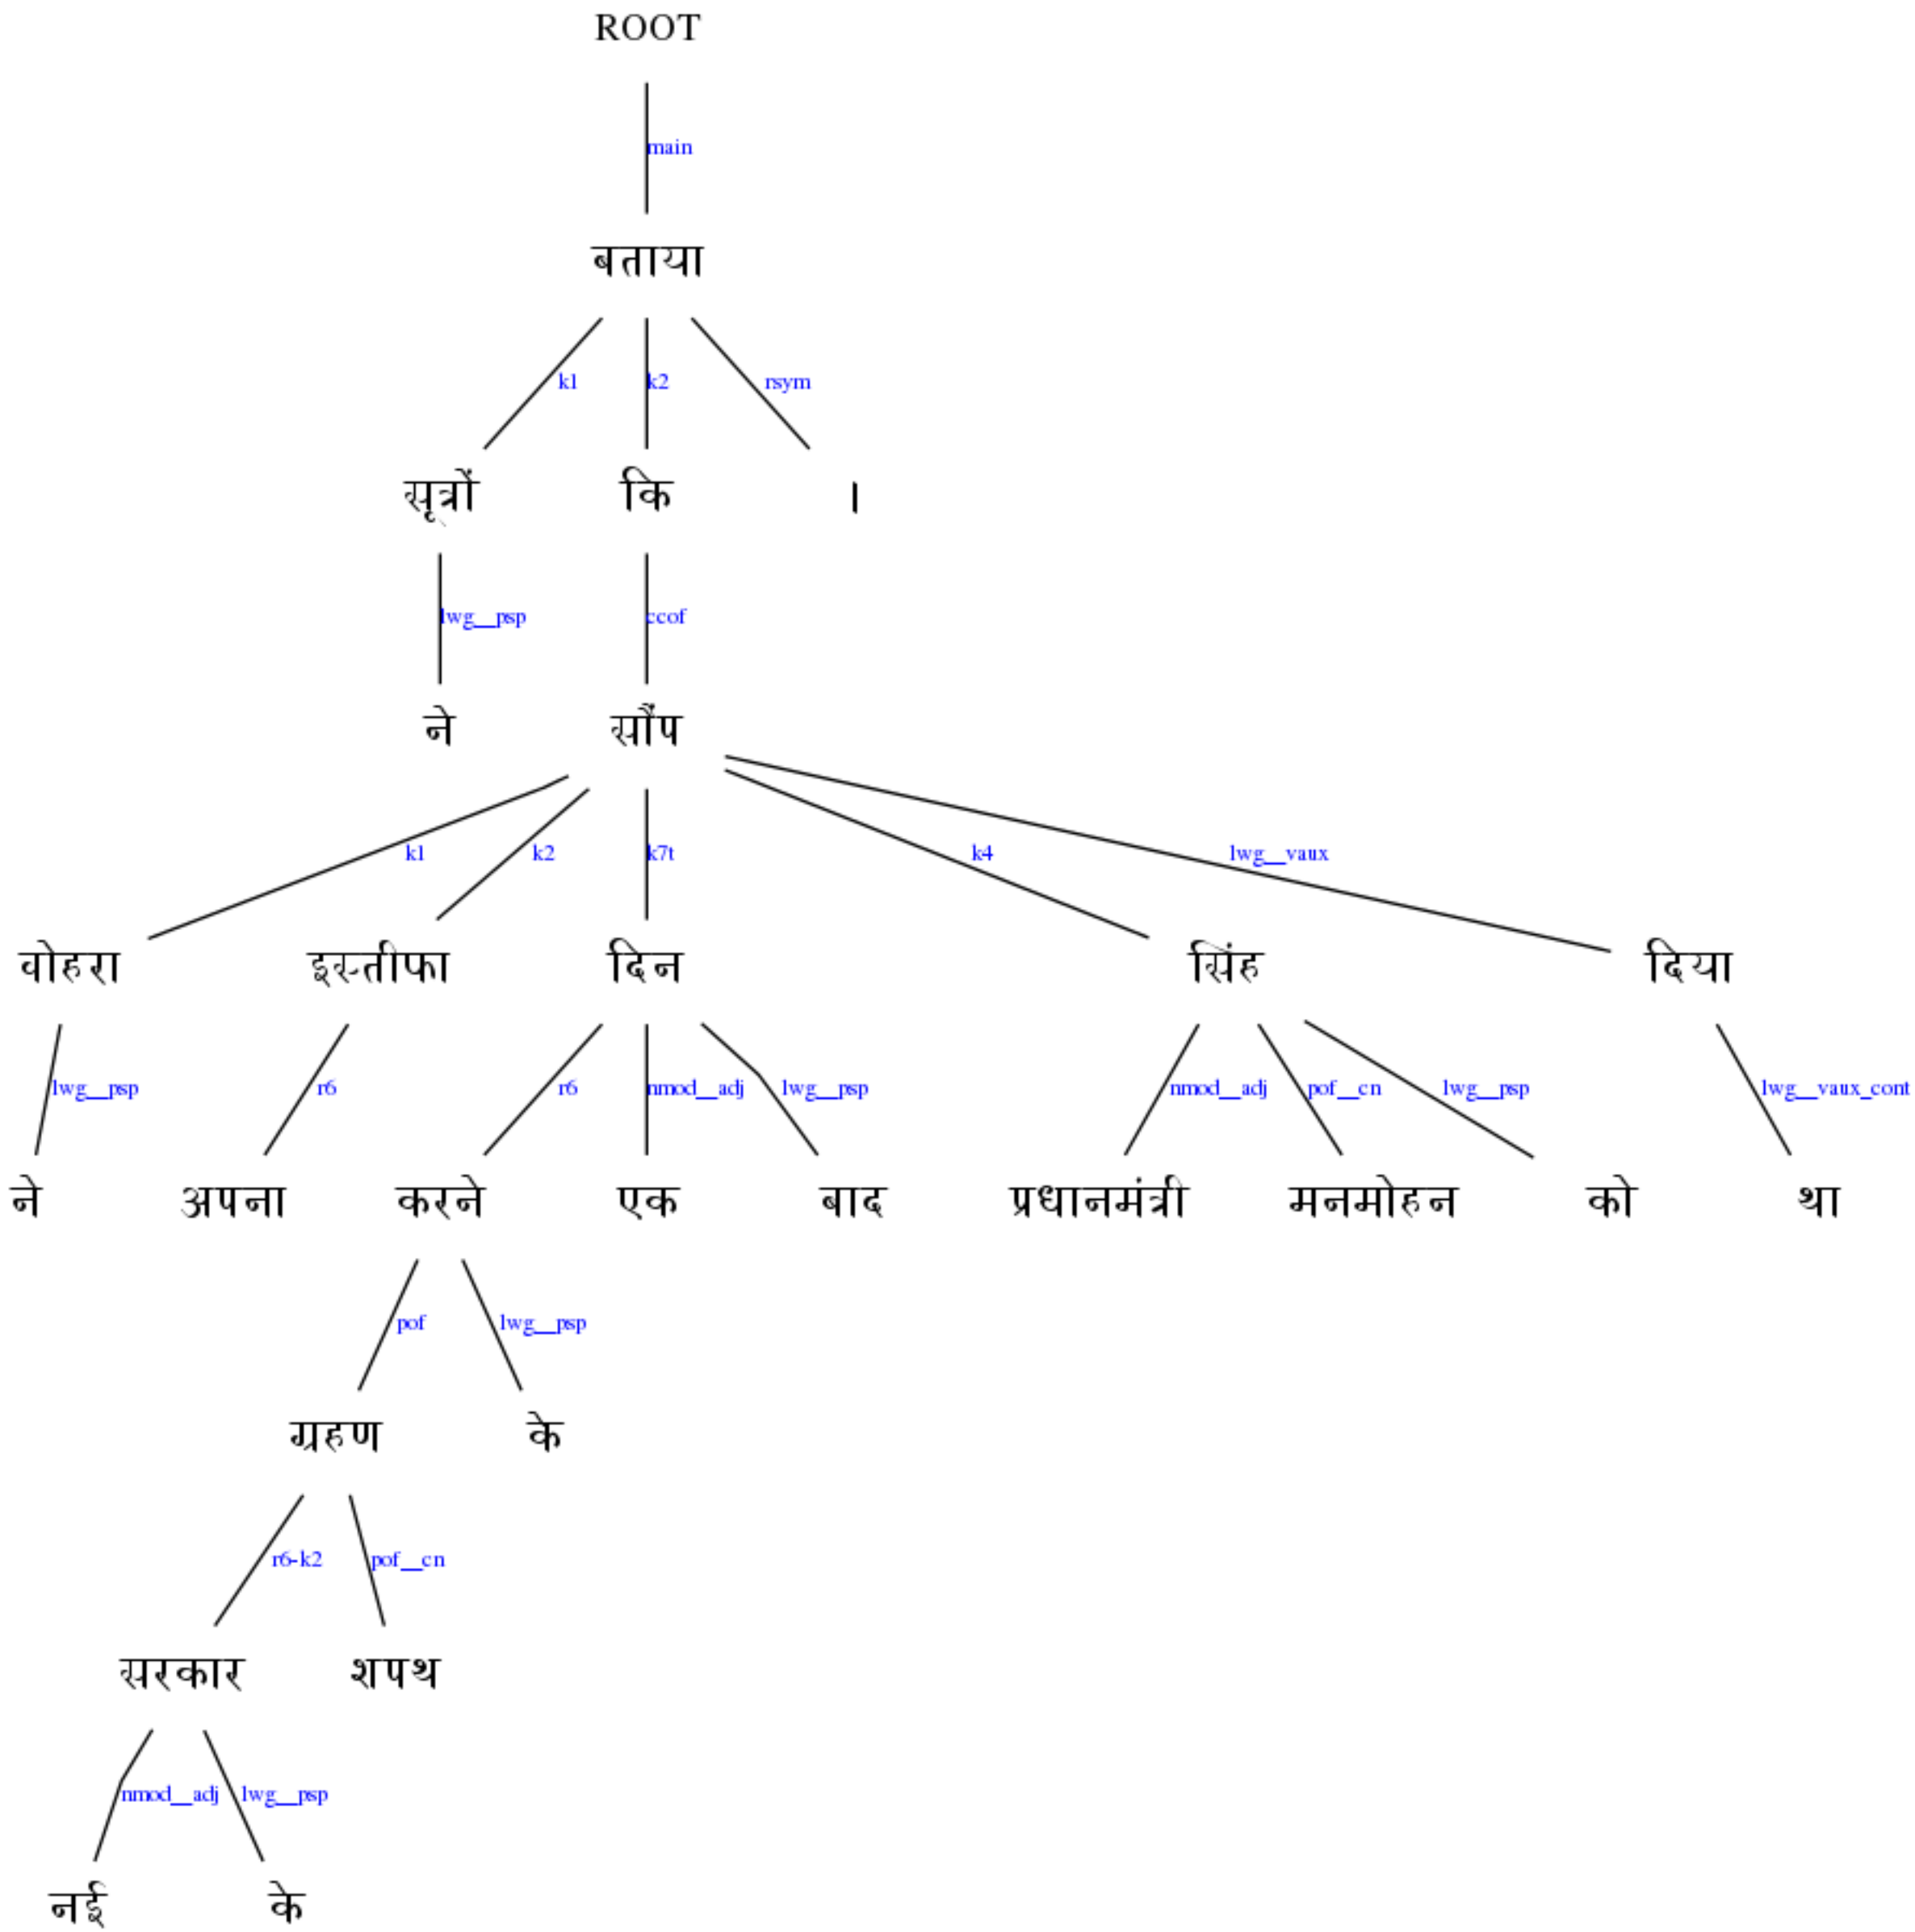 ROOT
main
बताया
k1 k2 rsym
सूत्रों कि ।
lwg__psp ccof
ने सौंप
k1 k2 k7t k4 lwg__vaux
वोहरा इस्तीफा दिन सिंह दिया
lwg__psp r6 r6 nmod__adj lwg__psp nmod__adj pof__cn lwg__psp lwg__vaux_cont
ने अपना करने एक बाद प्रधानमंत्री मनमोहन को था
pof lwg__psp
ग्रहण के
r6-k2 pof__cn
सरकार शपथ
nmod__adj lwg__psp
नई के